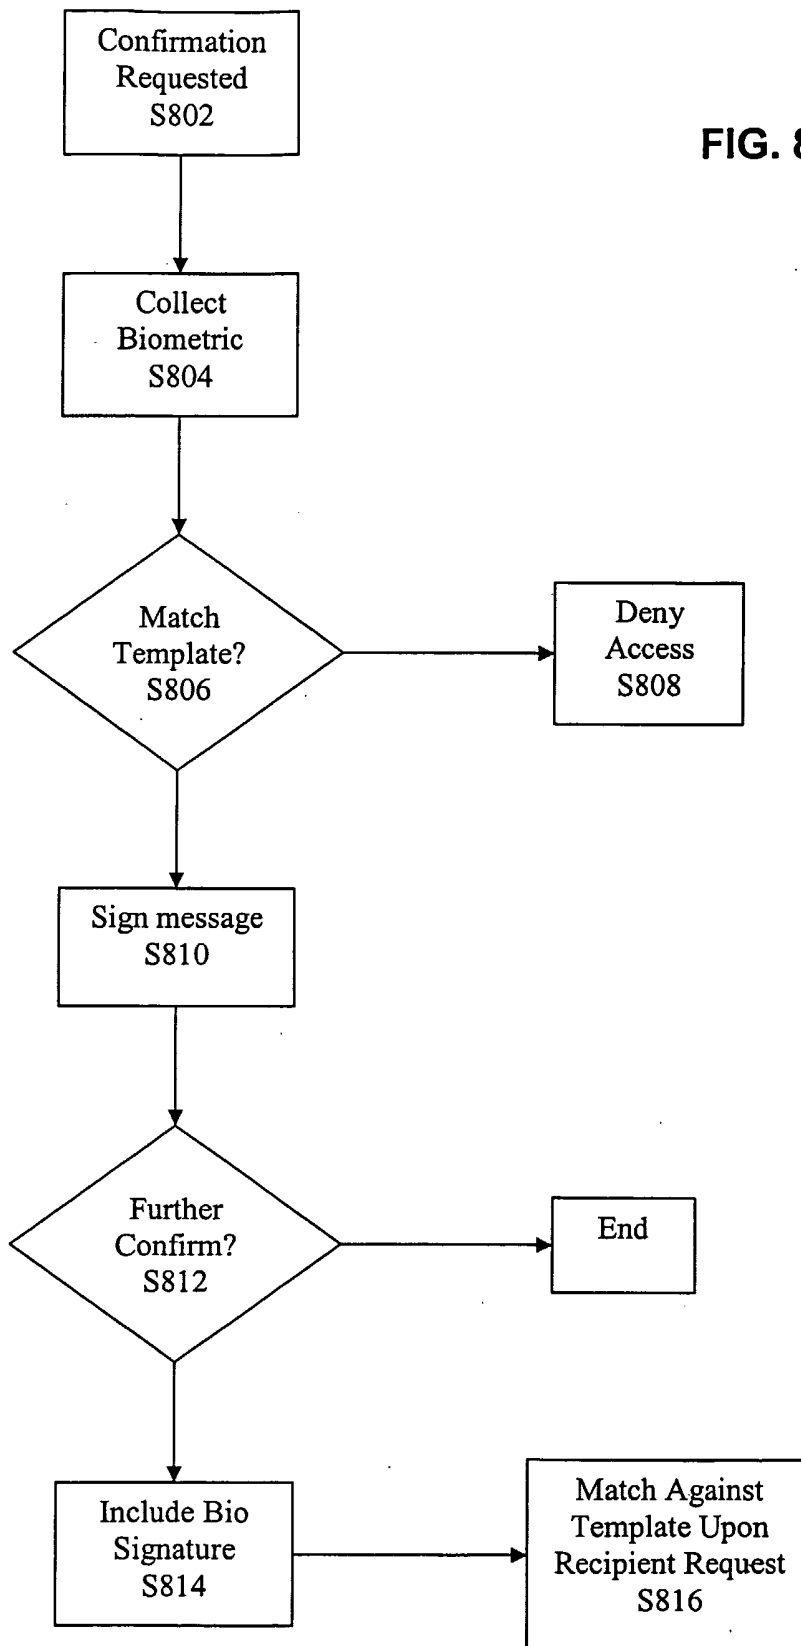 Confirmation
Requested
S802
FIG. 8
Collect
Biometric
S804
Match
Template?
S806
Deny
Access
S808
Sign message
S810
Further
Confirm?
S812
End
Include Bio
Signature
S814
Match Against
Template Upon
Recipient Request
S816